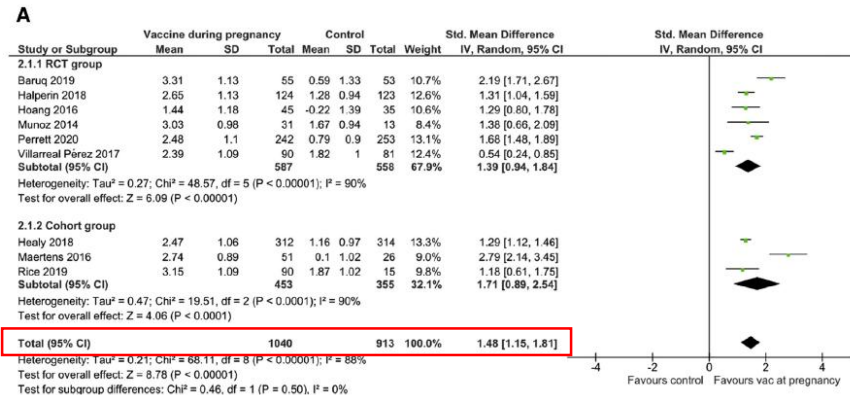 A
Vaccine during pregnancy Control Std. Mean Difference Std. Mean Difference
Study or Subgroup Mean SD Total Mean SD Total Weight IV, Random, 95% CI IV, Random, 95% CI
2.1.1 RCT group
Baruq 2019 3.31 1.13 55 0.59 1.33 53 10.7% 2.19 [1.71, 2.67]
Halperin 2018 2.65 1.13 124 1.28 0.94 123 13.1% 1.31 [1.04, 1.59]
Hoang 2016 1.44 1.18 45 -0.22 1.39 35 10.6% 1.29 [0.80, 1.78]
Munoz 2014 3.03 0.98 31 1.67 0.94 13 8.4% 1.38 [0.66, 2.09]
Perrett 2020 2.48 1.1 242 0.79 0.9 253 13.1% 1.68 [1.48, 1.89]
Villarreal Pérez 2017 2.39 1.09 90 1.82 1 81 12.4% 0.54 [0.24, 0.85]
Subtotal (95% CI) 587 558 67.9% 1.39 [0.94, 1.84]
Heterogeneity: Tau² = 0.27; Chi² = 48.57, df = 5 (P < 0.00001); I² = 90%
Test for overall effect: Z = 6.09 (P < 0.00001)
2.1.2 Cohort group
Healy 2018 2.47 1.06 312 1.16 0.97 314 13.3% 1.29 [1.12, 1.46]
Maertens 2016 2.74 0.89 51 0.1 1.02 26 9.0% 2.79 [2.14, 3.45]
Rice 2019 3.15 1.09 90 1.87 1.02 15 9.8% 1.18 [0.61, 1.75]
Subtotal (95% CI) 453 355 32.1% 1.71 [0.89, 2.54]
Heterogeneity: Tau² = 0.47; Chi² = 19.51, df = 2 (P < 0.0001); I² = 90%
Test for overall effect: Z = 4.06 (P < 0.0001)
Total (95% CI) 1040 913 100.0% 1.48 [1.15, 1.81]
Heterogeneity: Tau² = 0.21; Chi² = 68.11, df = 8 (P < 0.00001); I² = 88%
Test for overall effect: Z = 8.78 (P < 0.00001)
Test for subgroup differences: Chi² = 0.46, df = 1 (P = 0.50), I² = 0%
-4 -2 0 2 4
Favours control Favours vac at pregnancy